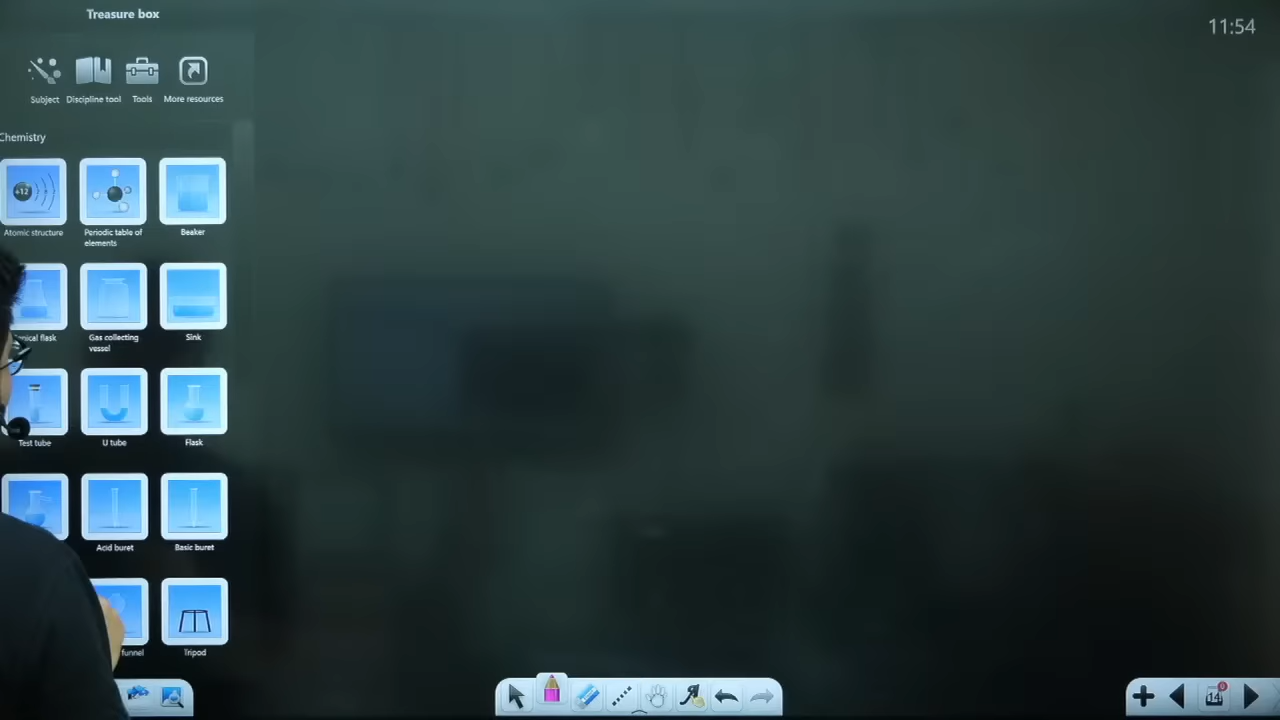 Treasure box
11:54
Subject
Discipline tool
Tools
More resources
Chemistry
+12
Atomic structure
Periodic table of elements
Beaker
Gas collecting vessel
Sink
Test tube
U tube
Flask
Acid buret
Basic buret
Tripod
14